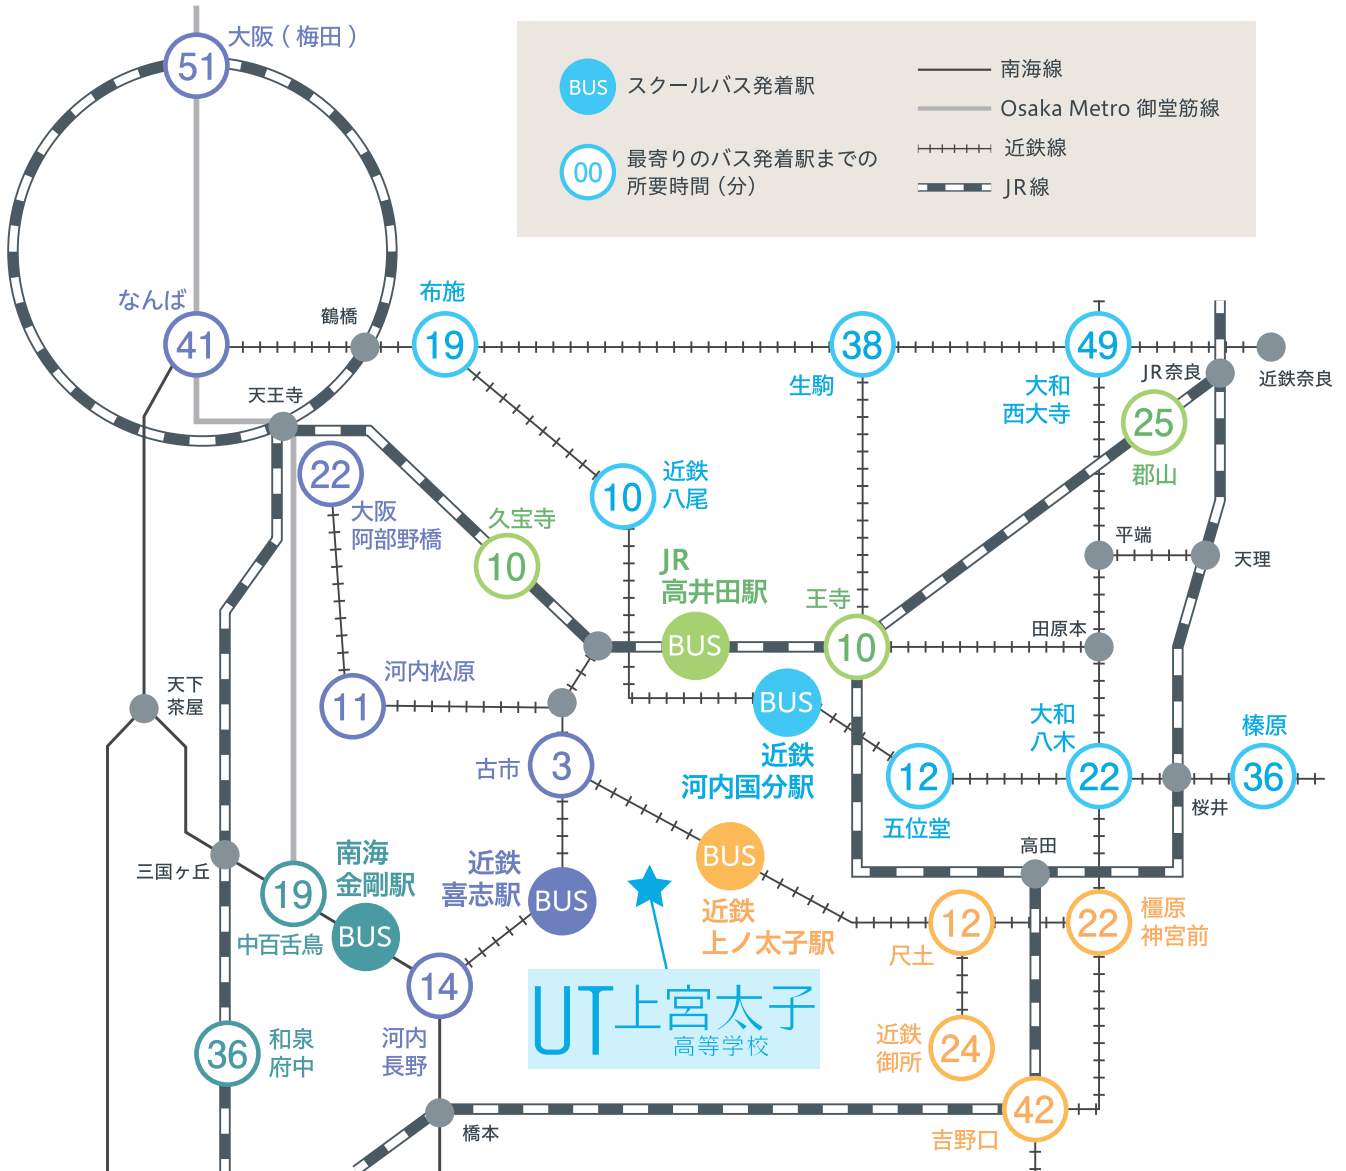 51
大阪（梅田）
BUS
スクールバス発着駅
00
最寄りのバス発着駅までの
所要時間（分）
南海線
Osaka Metro 御堂筋線
近鉄線
JR線
なんば
41
鶴橋
布施
19
38
生駒
49
大和
西大寺
JR奈良
近鉄奈良
25
郡山
天王寺
22
大阪
阿部野橋
久宝寺
10
10
近鉄
八尾
JR
高井田駅
BUS
王寺
10
平端
天理
田原本
河内松原
11
天下
茶屋
BUS
近鉄
河内国分駅
古市
3
12
五位堂
大和
八木
22
榛原
36
桜井
三国ヶ丘
19
中百舌鳥
南海
金剛駅
BUS
近鉄
喜志駅
BUS
BUS
近鉄
上ノ太子駅
高田
12
尺土
22
橿原
神宮前
14
河内
長野
36
和泉
府中
UT上宮太子
高等学校
近鉄
御所
24
42
吉野口
橋本